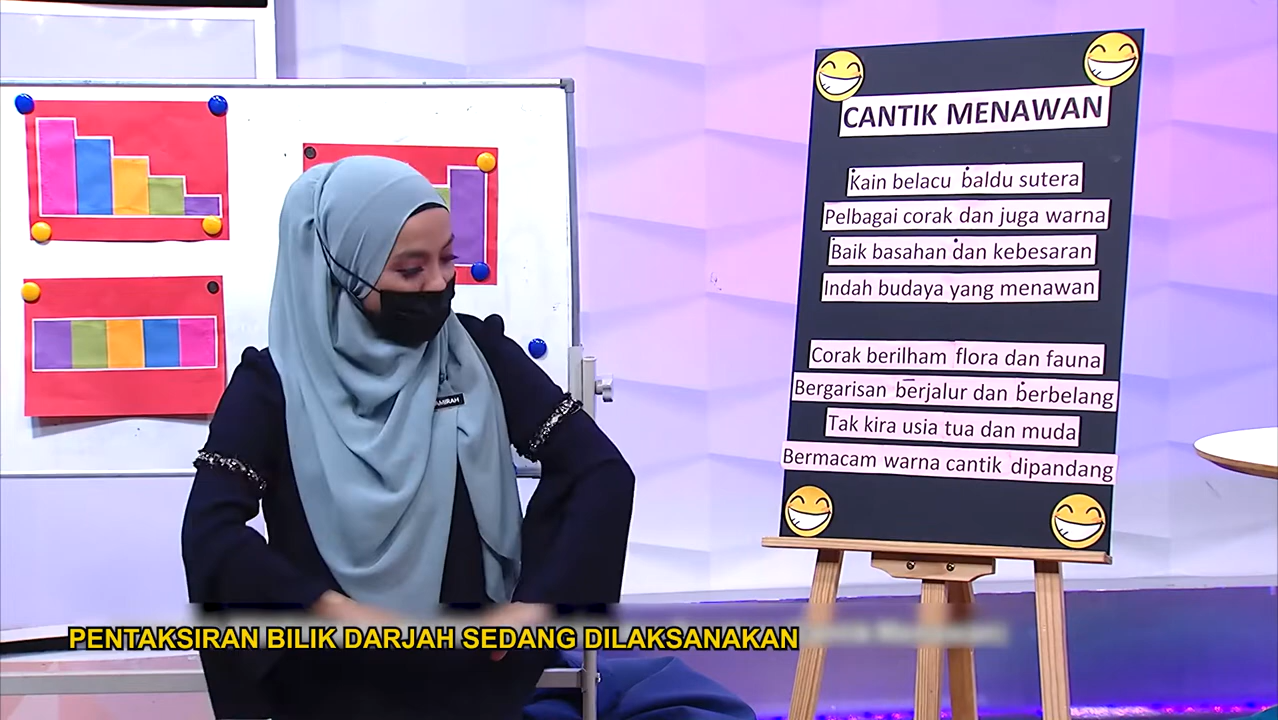 CANTIK MENAWAN
Kain belacu baldu sutera
Pelbagai corak dan juga warna
Baik basahan dan kebesaran
Indah budaya yang menawan
Corak berilham flora dan fauna
Bergarisan berjalur dan berbelang
Tak kira usia tua dan muda
Bermacam warna cantik dipandang
AMIRAH
PENTAKSIRAN BILIK DARJAH SEDANG DILAKSANAKAN